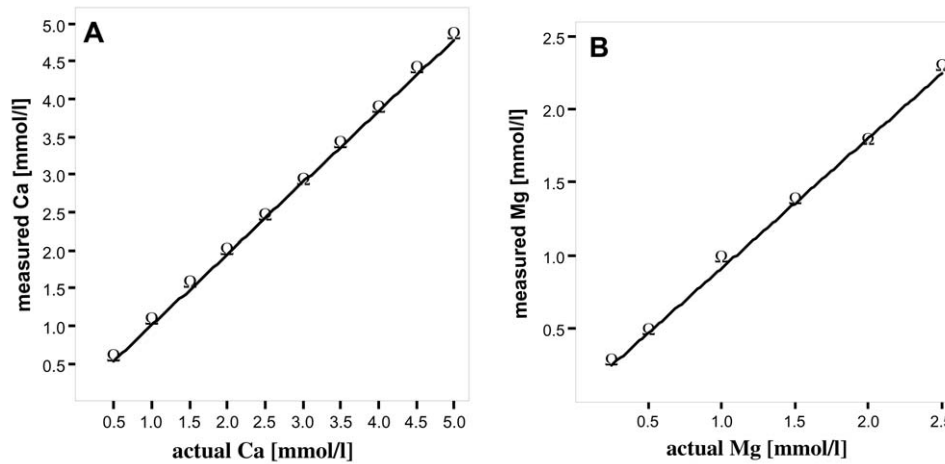 A
measured Ca [mmol/l]
5.0
4.5
4.0
3.5
3.0
2.5
2.0
1.5
1.0
0.5
Ω Ω Ω Ω Ω Ω Ω Ω Ω Ω
0.5 1.0 1.5 2.0 2.5 3.0 3.5 4.0 4.5 5.0
actual Ca [mmol/l]
B
measured Mg [mmol/l]
2.5
2.0
1.5
1.0
0.5
Ω Ω Ω Ω Ω Ω
0.5 1.0 1.5 2.0 2.5
actual Mg [mmol/l]